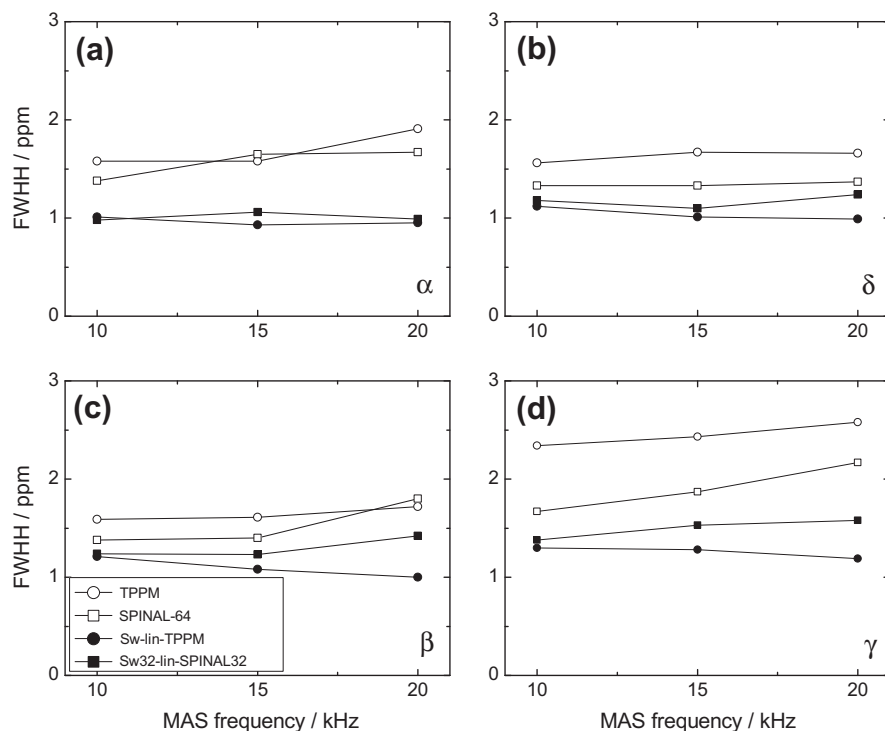 (a)
3
2
1
0
FWHH / ppm
10
15
20
α
(b)
3
2
1
0
10
15
20
δ
(c)
3
2
1
0
FWHH / ppm
TPPM
SPINAL-64
Sw-lin-TPPM
Sw32-lin-SPINAL32
10
15
20
β
MAS frequency / kHz
(d)
3
2
1
0
10
15
20
γ
MAS frequency / kHz